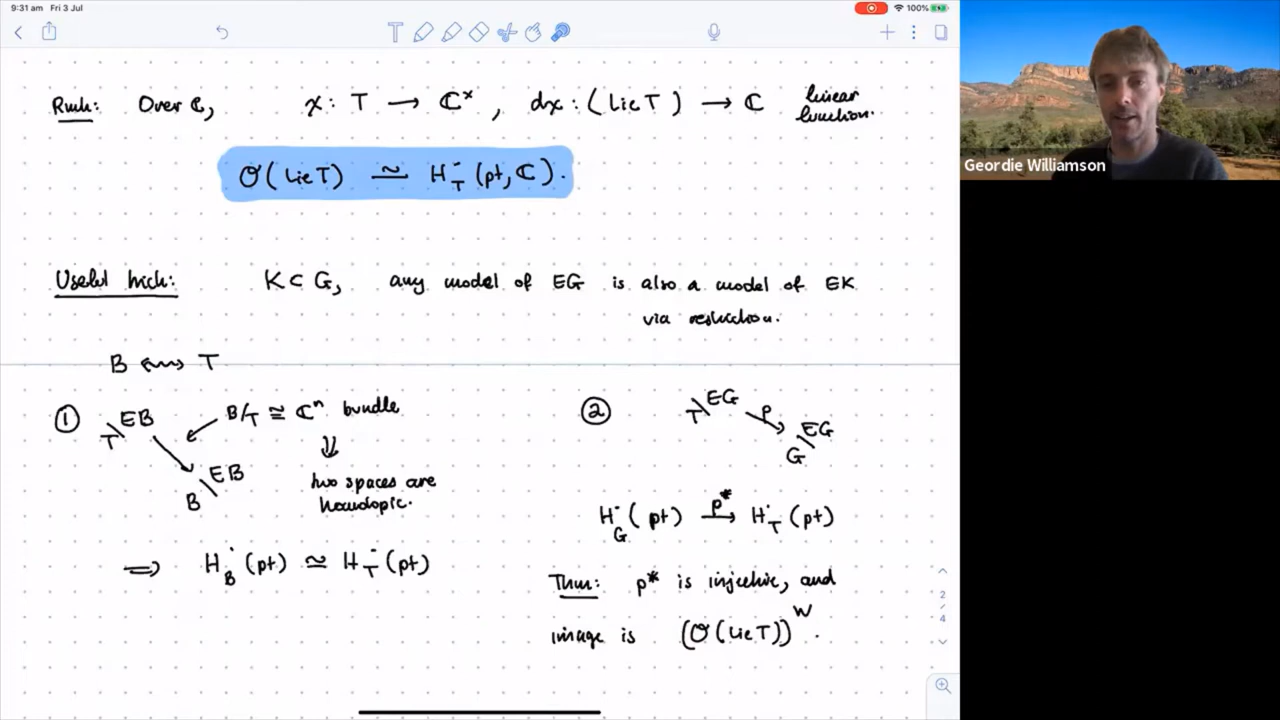 9:31 am Fri 3 Jul
100%
Rmk: Over ℂ, χ: T → ℂ^×, dχ: (Lie T) → ℂ linear function.
𝒪(Lie T) ≃ H_T^•(pt, ℂ).
Useful trick: K ⊂ G, any model of EG is also a model of EK
via restriction.
B ⟷ T
① T\EB ↘ B\EB
B/T ≅ ℂⁿ bundle
⇓
two spaces are
homotopic.
⟹ H_B^•(pt) ≃ H_T^•(pt)
② T\EG p↘ G\EG
H_G^•(pt) p*→ H_T^•(pt)
Thm: p* is injective, and
image is (𝒪(Lie T))^W.
2
/
4
Geordie Williamson